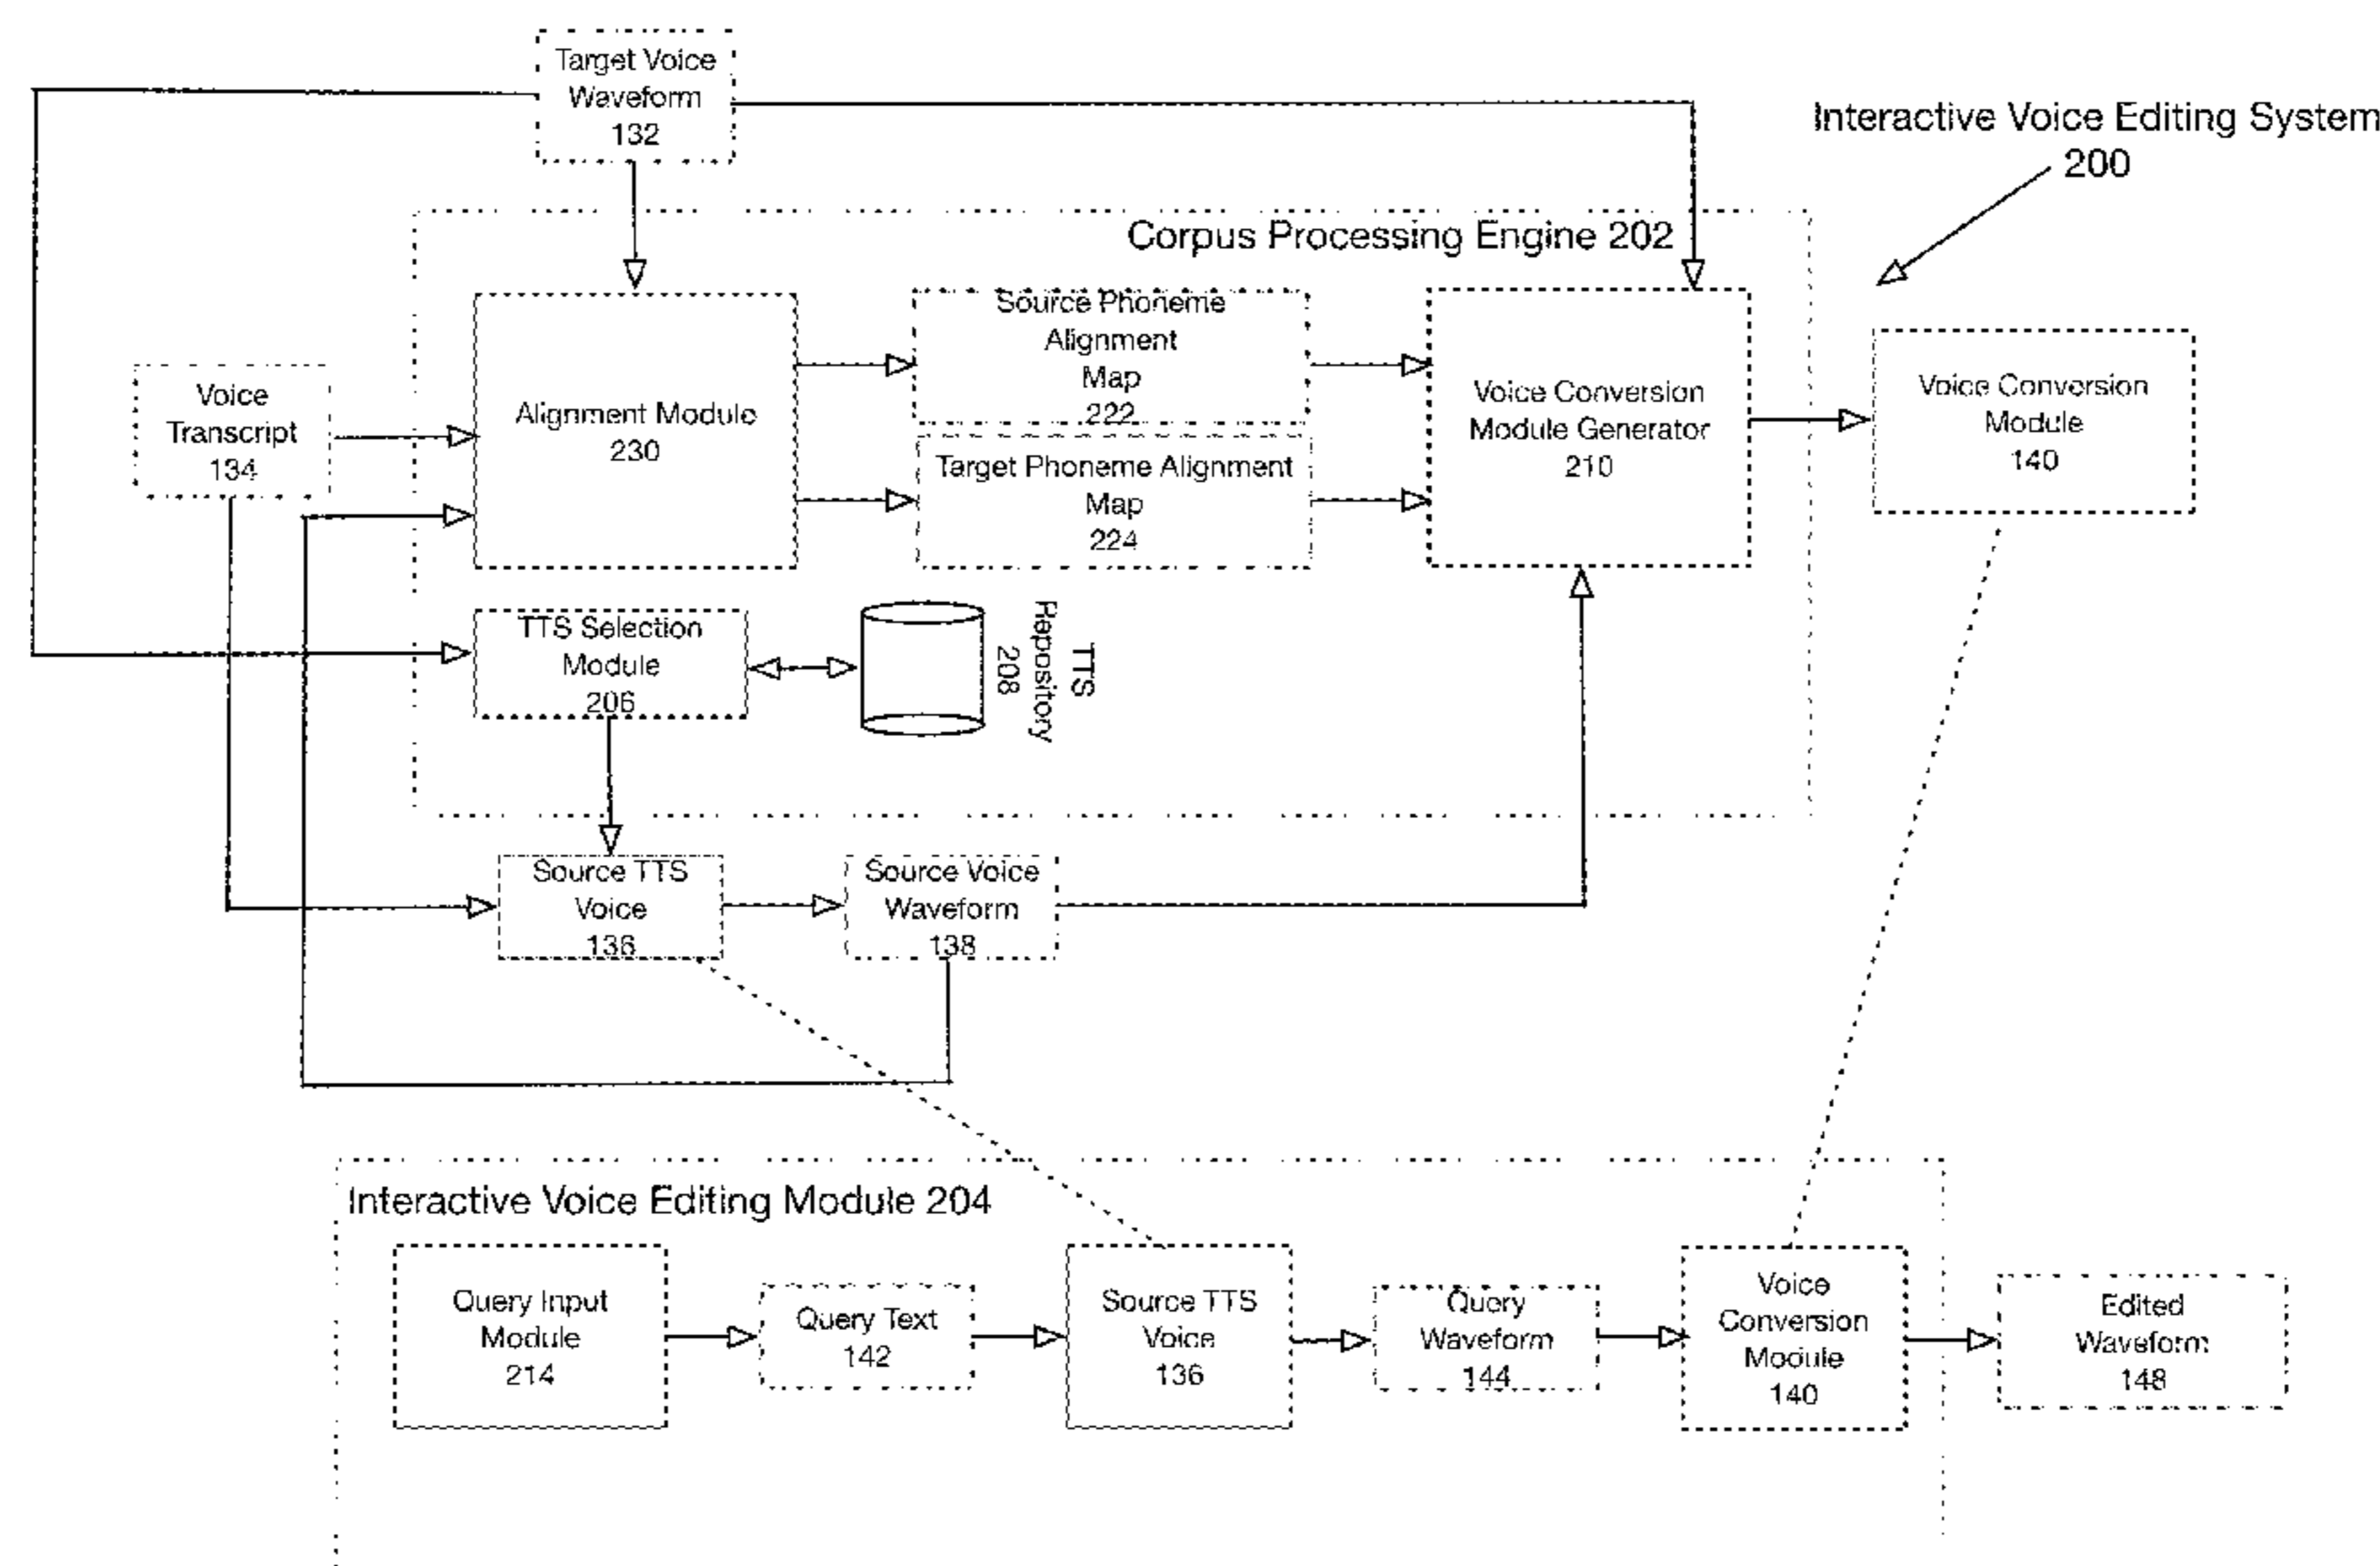 Target Voice
Waveform
132
Interactive Voice Editing System
200
Corpus Processing Engine 202
Voice
Transcript
134
Alignment Module
230
Source Phoneme
Alignment
Map
222
Target Phoneme Alignment
Map
224
Voice Conversion
Module Generator
210
Voice Conversion
Module
140
TTS Selection
Module
206
TTS
Repository
208
Source TTS
Voice
136
Source Voice
Waveform
138
Interactive Voice Editing Module 204
Query Input
Module
214
Query Text
142
Source TTS
Voice
136
Query
Waveform
144
Voice
Conversion
Module
140
Edited
Waveform
148